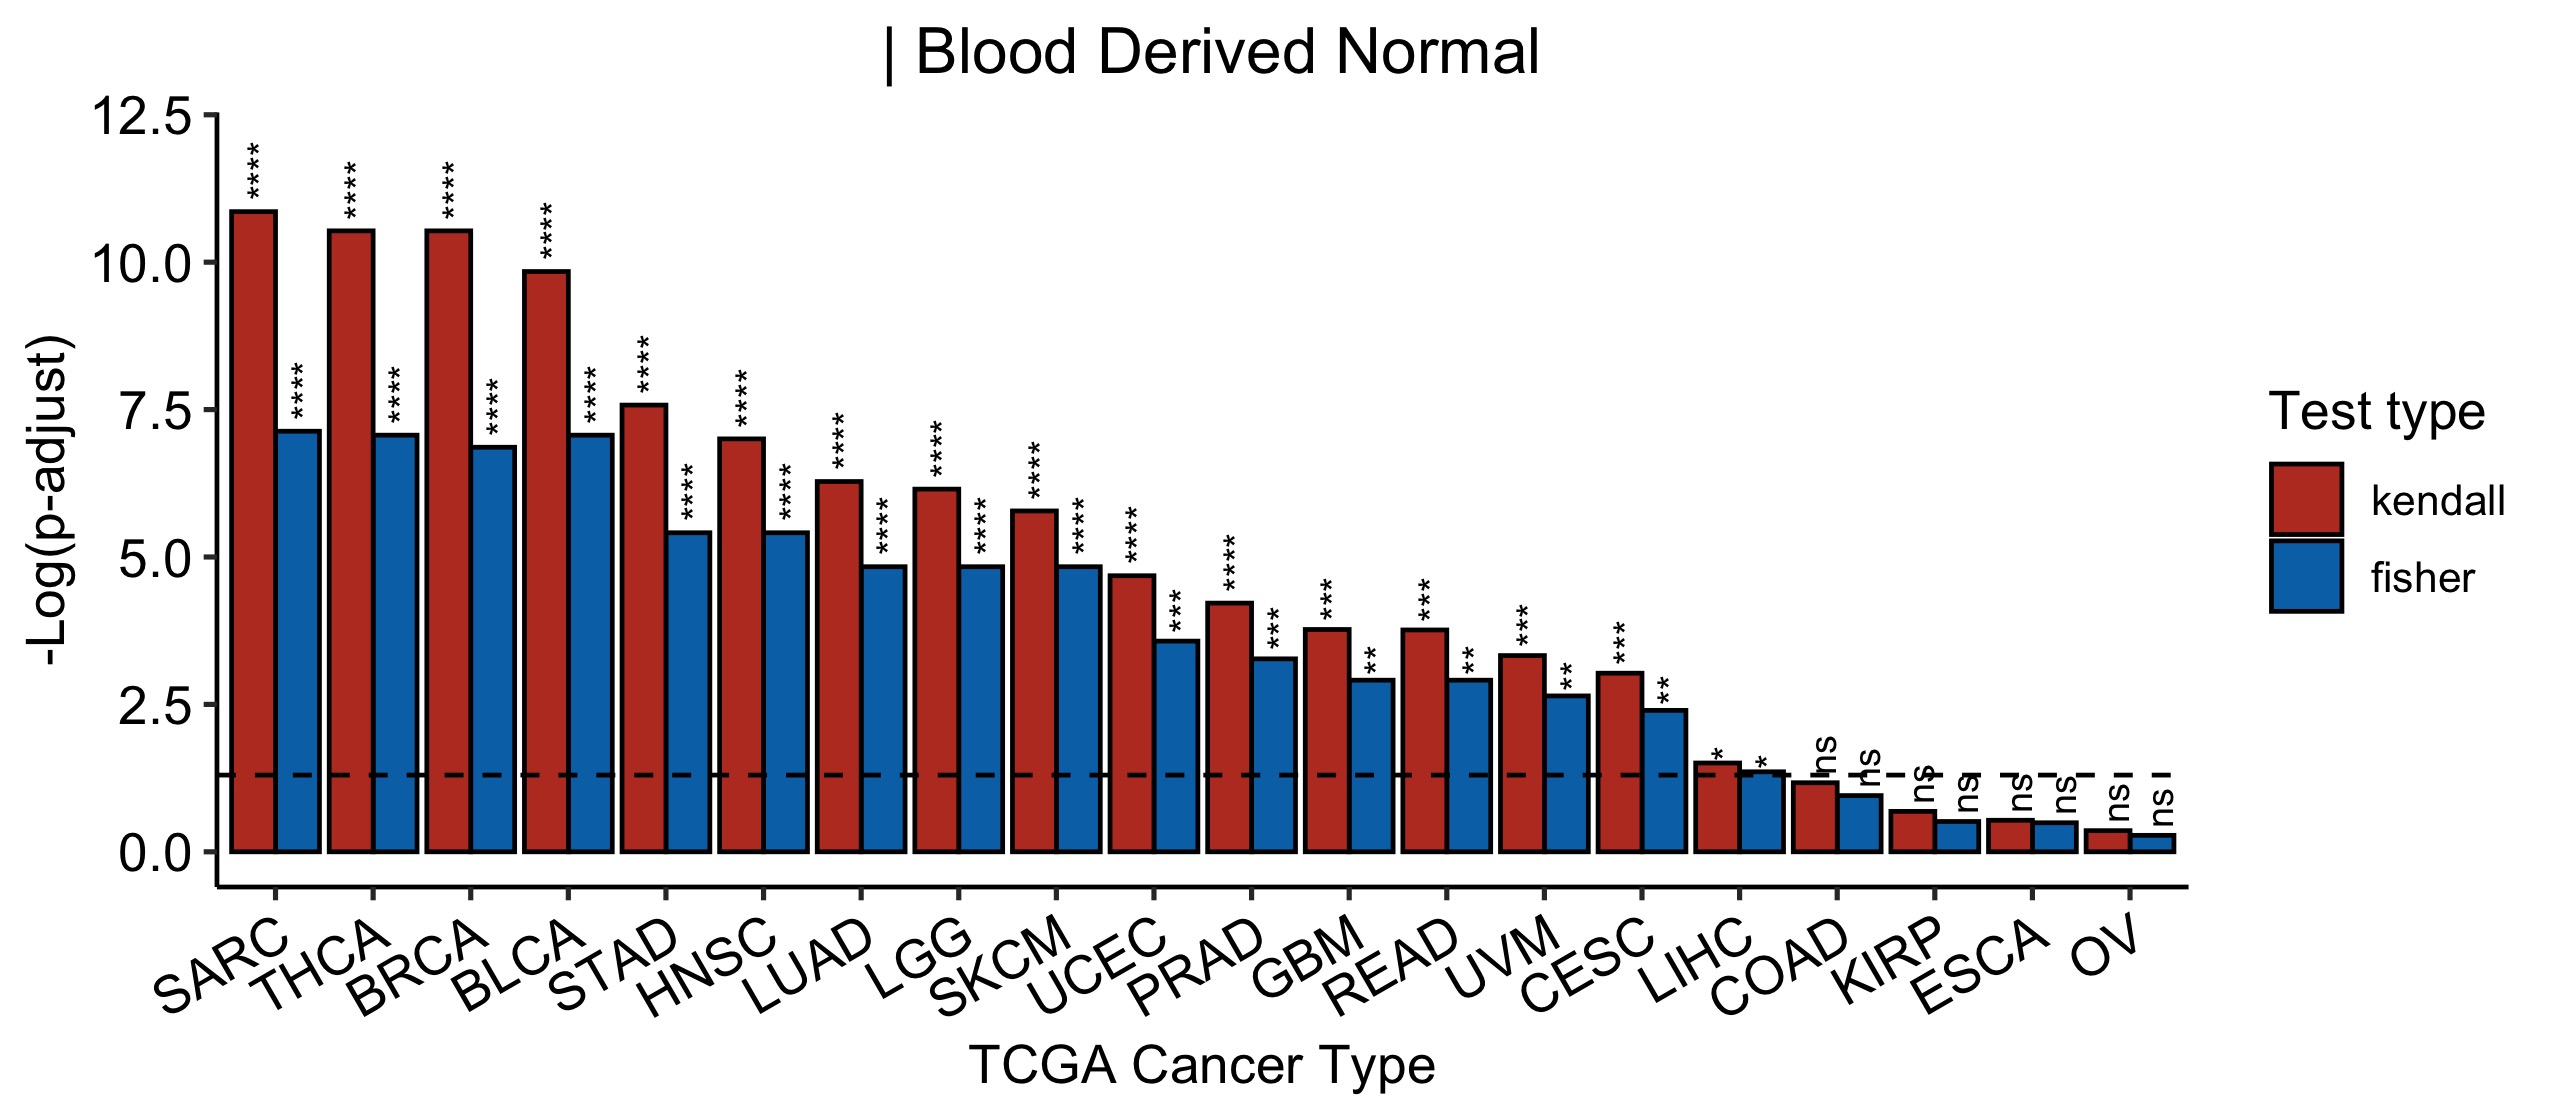 | Blood Derived Normal
-Log(p-adjust)
12.5
10.0
7.5
5.0
2.5
0.0
**** **** **** **** **** **** **** **** **** **** **** **** **** **** **** **** **** **** **** *** **** *** *** ** *** ** *** ** *** ** * * ns ns ns ns ns ns ns ns
SARC THCA BRCA BLCA STAD HNSC LUAD LGG SKCM UCEC PRAD GBM READ UVM CESC LIHC COAD KIRP ESCA OV
TCGA Cancer Type
Test type
kendall
fisher